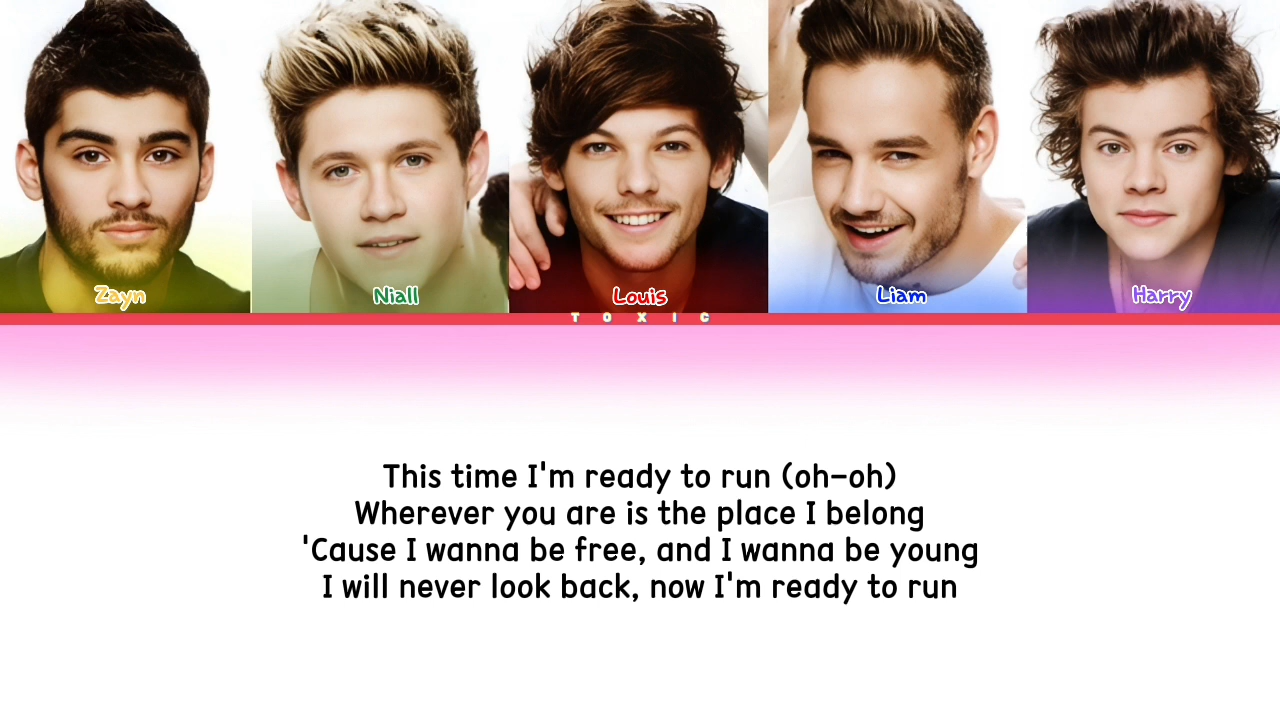 Zayn
Niall
Louis
Liam
Harry
TOXIC
This time I'm ready to run (oh-oh)
Wherever you are is the place I belong
'Cause I wanna be free, and I wanna be young
I will never look back, now I'm ready to run